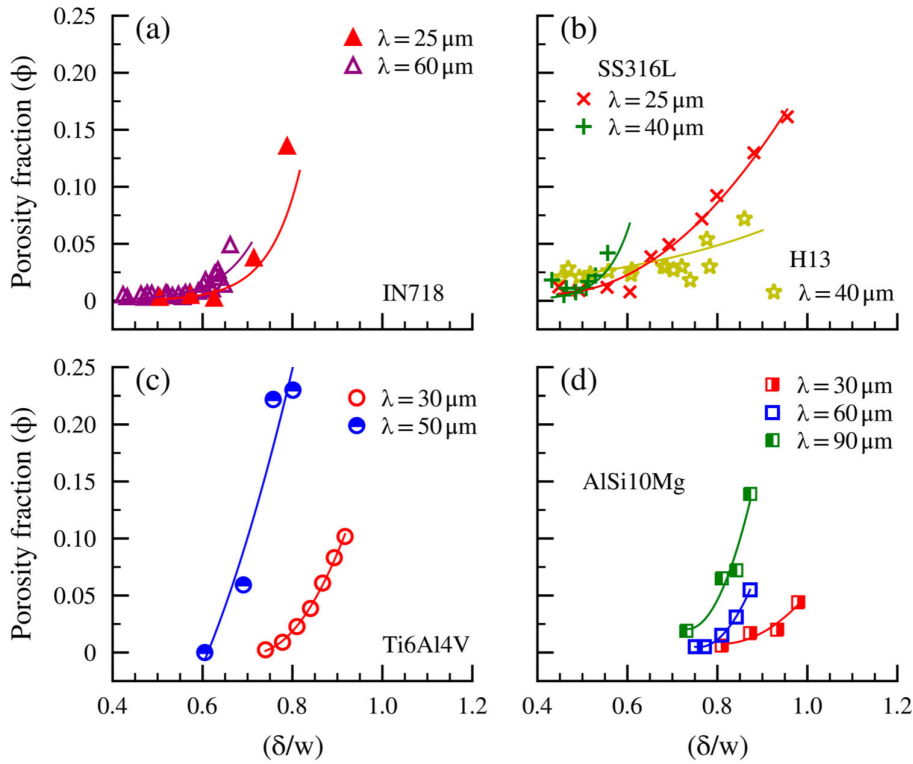 (a)
λ = 25 μm
λ = 60 μm
IN718
0.25
0.20
0.15
0.10
0.05
0
Porosity fraction (ϕ)
(b)
SS316L
λ = 25 μm
λ = 40 μm
H13
λ = 40 μm
(c)
λ = 30 μm
λ = 50 μm
Ti6Al4V
0.25
0.20
0.15
0.10
0.05
0
Porosity fraction (ϕ)
0.4 0.6 0.8 1.0 1.2
(δ/w)
(d)
λ = 30 μm
λ = 60 μm
λ = 90 μm
AlSi10Mg
0.4 0.6 0.8 1.0 1.2
(δ/w)